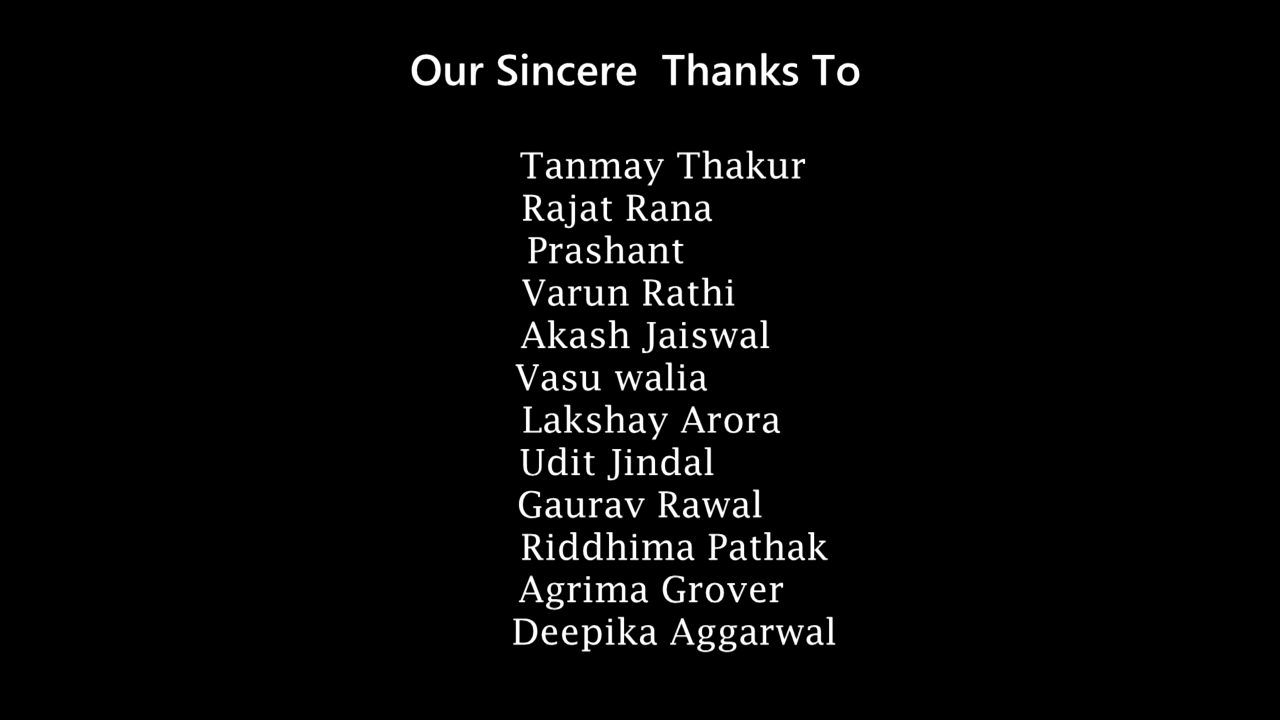 Our Sincere  Thanks To
Tanmay Thakur
Rajat Rana
Prashant
Varun Rathi
Akash Jaiswal
Vasu walia
Lakshay Arora
Udit Jindal
Gaurav Rawal
Riddhima Pathak
Agrima Grover
Deepika Aggarwal